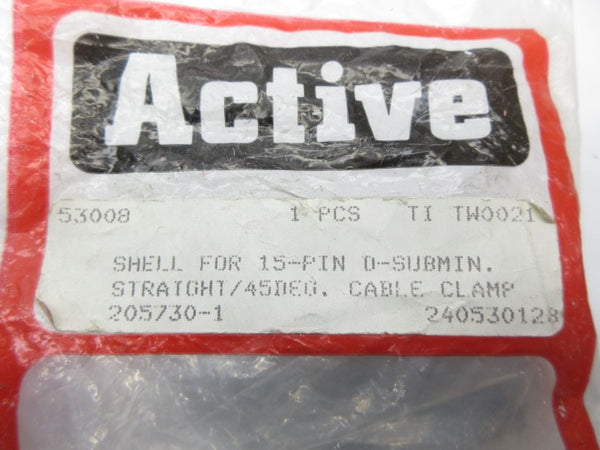 Active
53008 1 PCS TI TW0021
SHELL FOR 15-PIN D-SUBMIN.
STRAIGHT/45DEG. CABLE CLAMP
205730-1 240530128